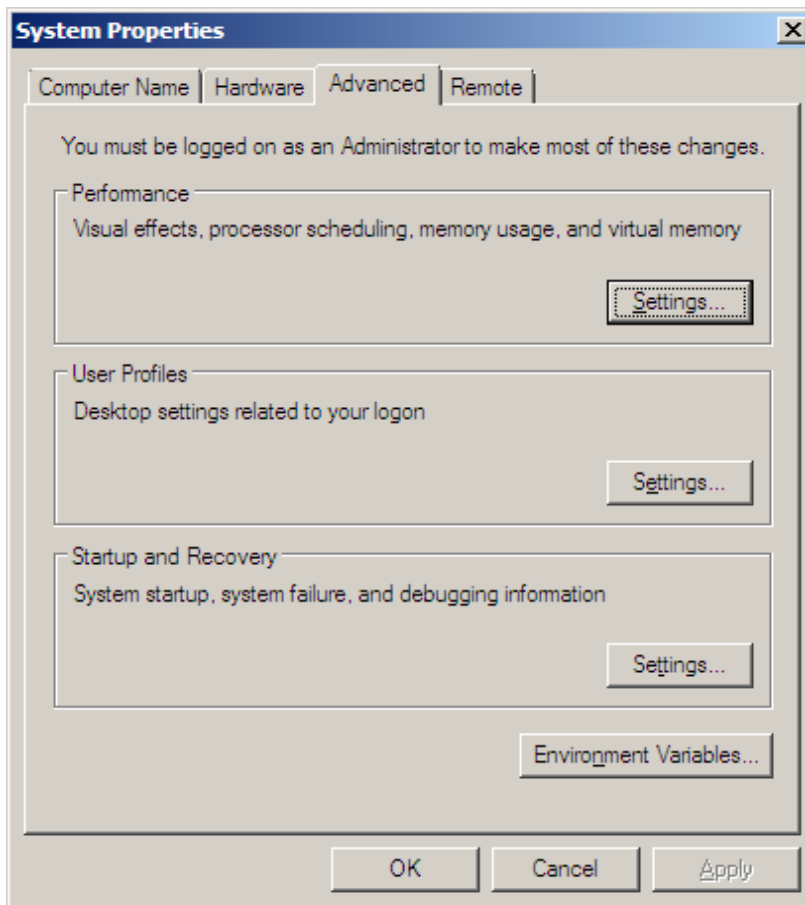 System Properties
Computer Name Hardware Advanced Remote
You must be logged on as an Administrator to make most of these changes.
Performance
Visual effects, processor scheduling, memory usage, and virtual memory
Settings...
User Profiles
Desktop settings related to your logon
Settings...
Startup and Recovery
System startup, system failure, and debugging information
Settings...
Environment Variables...
OK Cancel Apply